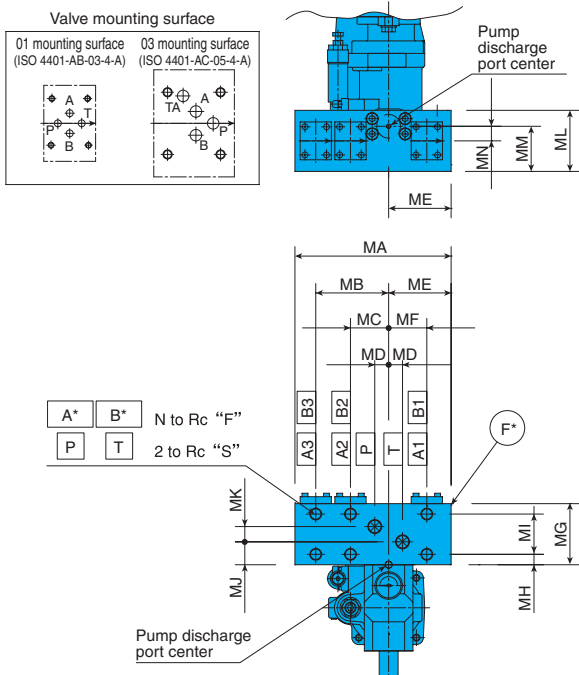 Valve mounting surface
01 mounting surface
(ISO 4401-AB-03-4-A)
03 mounting surface
(ISO 4401-AC-05-4-A)
A
T
P
B
TA
A
P
B
Pump
discharge
port center
MN
MM
ML
ME
MA
MB
ME
MC
MF
MD
MD
B3
B2
B1
A3
A2
P
T
A1
F*
A*
B*
N to Rc “F”
P
T
2 to Rc “S”
MK
MJ
MI
MH
MG
Pump discharge
port center